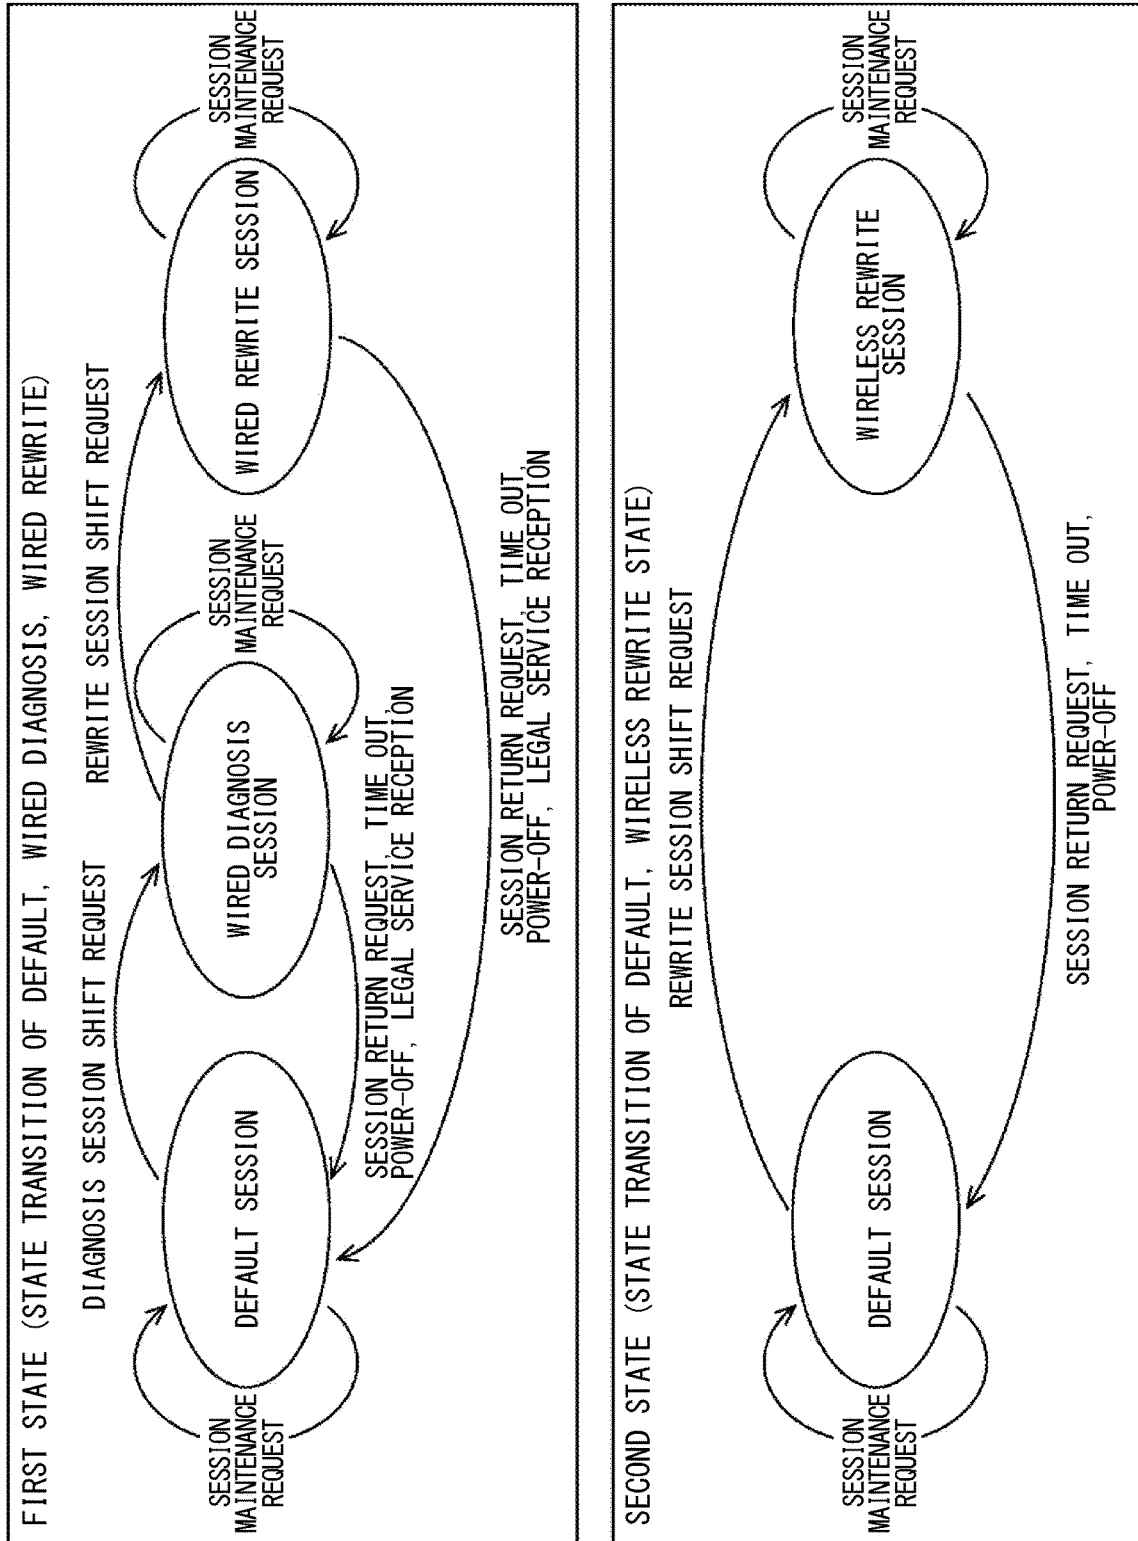 FIRST STATE (STATE TRANSITION OF DEFAULT, WIRED DIAGNOSIS, WIRED REWRITE)
DIAGNOSIS SESSION SHIFT REQUEST
REWRITE SESSION SHIFT REQUEST
SESSION
MAINTENANCE
REQUEST
DEFAULT SESSION
WIRED DIAGNOSIS
SESSION
SESSION
MAINTENANCE
REQUEST
WIRED REWRITE SESSION
SESSION
MAINTENANCE
REQUEST
SESSION RETURN REQUEST, TIME OUT,
POWER-OFF, LEGAL SERVICE RECEPTION
SESSION RETURN REQUEST, TIME OUT,
POWER-OFF, LEGAL SERVICE RECEPTION
SECOND STATE (STATE TRANSITION OF DEFAULT, WIRELESS REWRITE STATE)
REWRITE SESSION SHIFT REQUEST
SESSION
MAINTENANCE
REQUEST
DEFAULT SESSION
WIRELESS REWRITE
SESSION
SESSION
MAINTENANCE
REQUEST
SESSION RETURN REQUEST, TIME OUT,
POWER-OFF